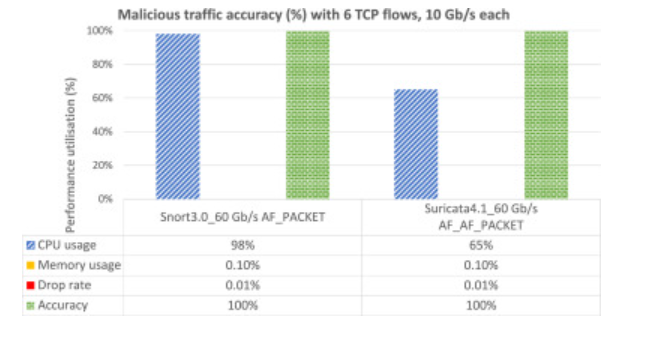 Malicious traffic accuracy (%) with 6 TCP flows, 10 Gb/s each
Performance utilisation (%)
100%
80%
60%
40%
20%
0%
Snort3.0_60 Gb/s AF_PACKET
Suricata4.1_60 Gb/s
AF_AF_PACKET
CPU usage 98% 65%
Memory usage 0.10% 0.10%
Drop rate 0.01% 0.01%
Accuracy 100% 100%